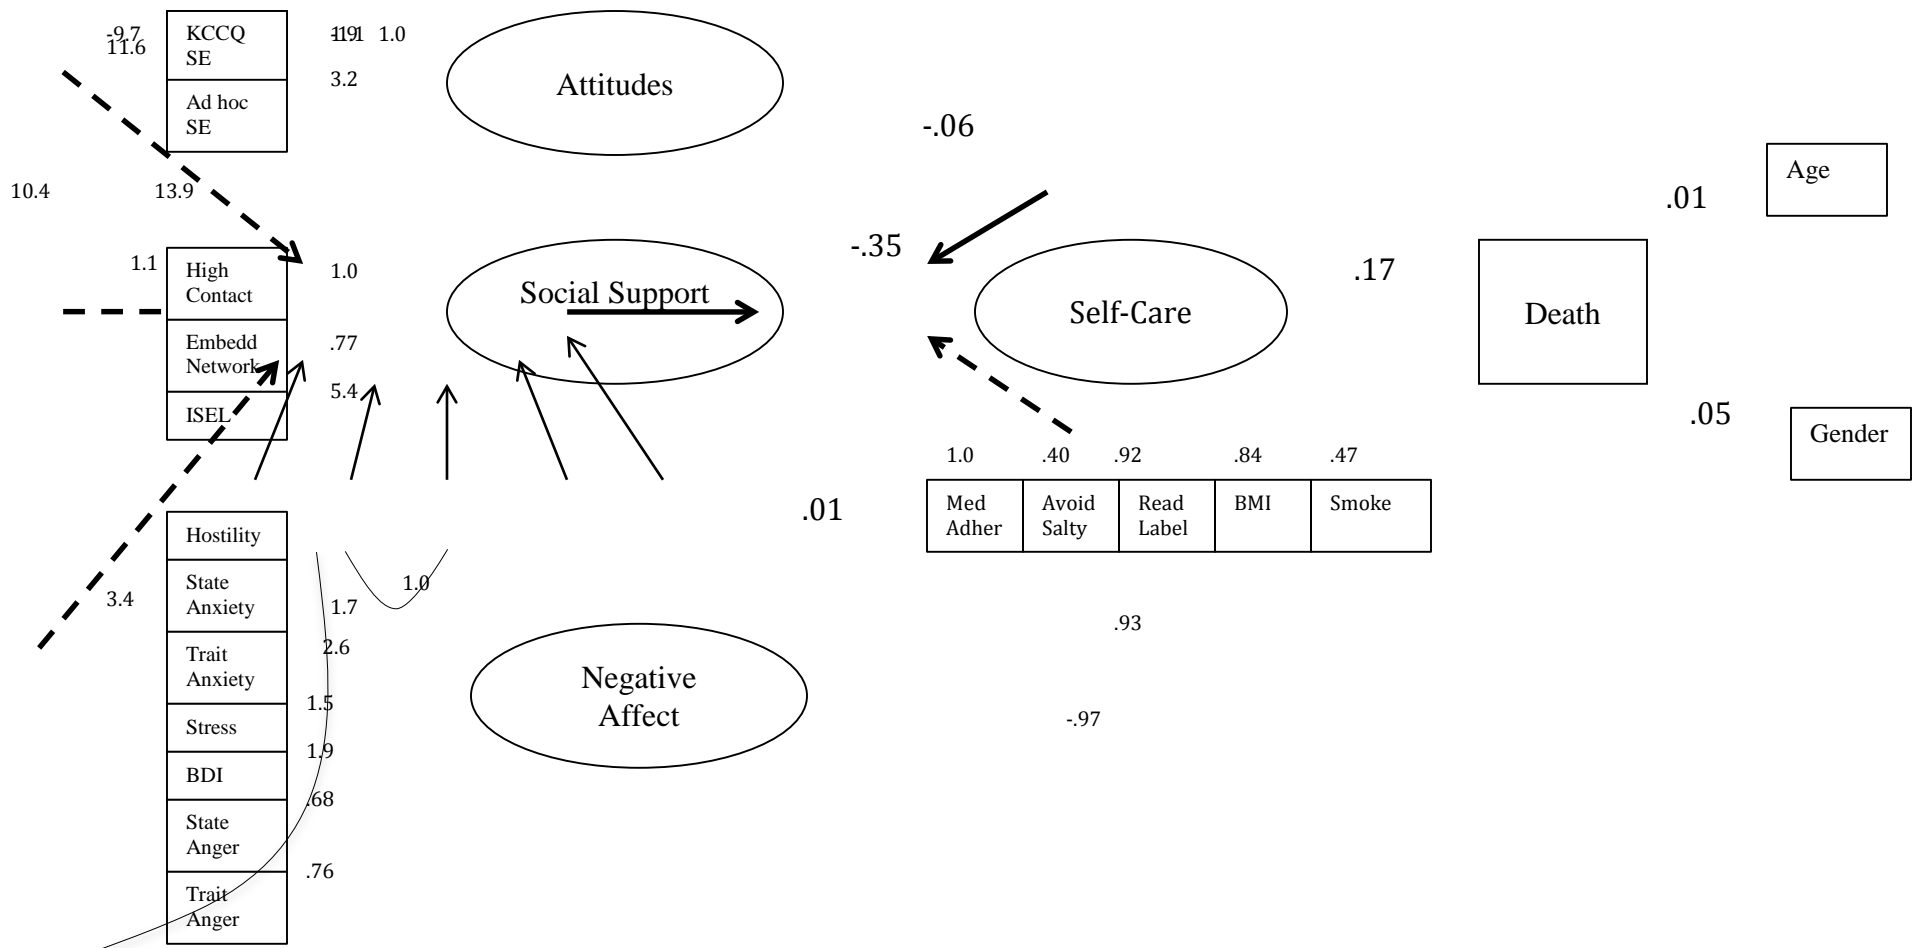 -9.7
11.6
KCCQ
SE
1.0
3.2
Ad hoc
SE
Attitudes
-.06
10.4
13.9
Age
.01
1.1
High
Contact
1.0
Social Support
-.35
Self-Care
.17
Death
Embedd
Network
.77
5.4
ISEL
.05
Gender
1.0
.40
.92
.84
.47
Med
Adher
Avoid
Salty
Read
Label
BMI
Smoke
.01
Hostility
State
Anxiety
1.0
3.4
1.7
.93
Trait
Anxiety
2.6
Negative
Affect
1.5
-.97
Stress
1.9
BDI
.68
State
Anger
.76
Trait
Anger